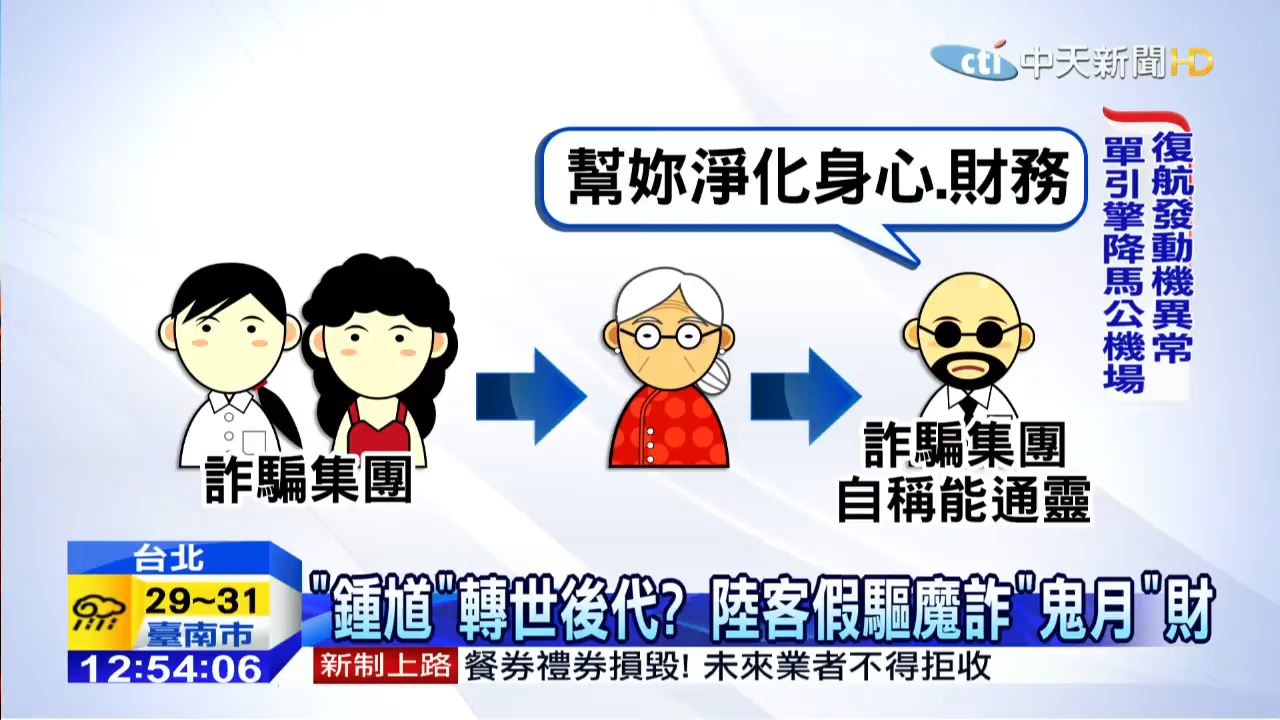 cti 中天新聞HD
復航發動機異常
單引擎降馬公機場
幫妳淨化身心.財務
詐騙集團
詐騙集團
自稱能通靈
台北
29~31
臺南市
12:54:06
"鍾馗"轉世後代? 陸客假驅魔詐"鬼月"財
新制上路 餐券禮券損毀! 未來業者不得拒收